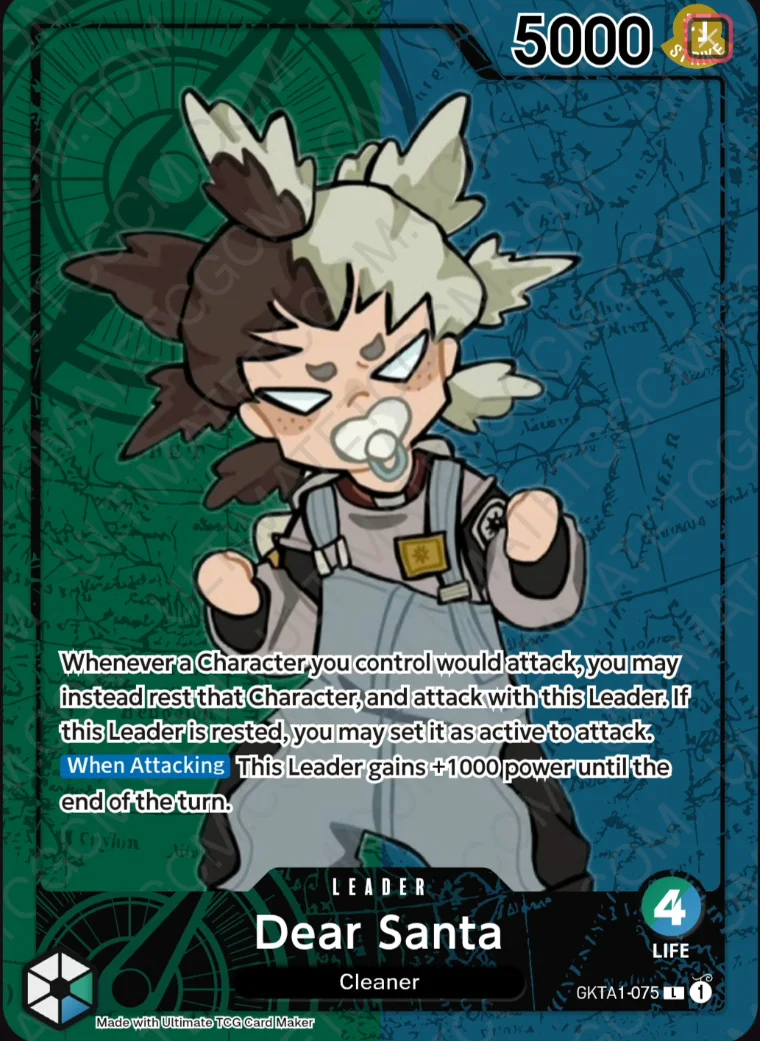 5000
STRIKE
Whenever a Character you control would attack, you may
instead rest that Character, and attack with this Leader. If
this Leader is rested, you may set it as active to attack.
When Attacking This Leader gains +1000 power until the
end of the turn.
LEADER
Dear Santa
4
LIFE
Cleaner
GKTA1-075 L 1
Made with Ultimate TCG Card Maker